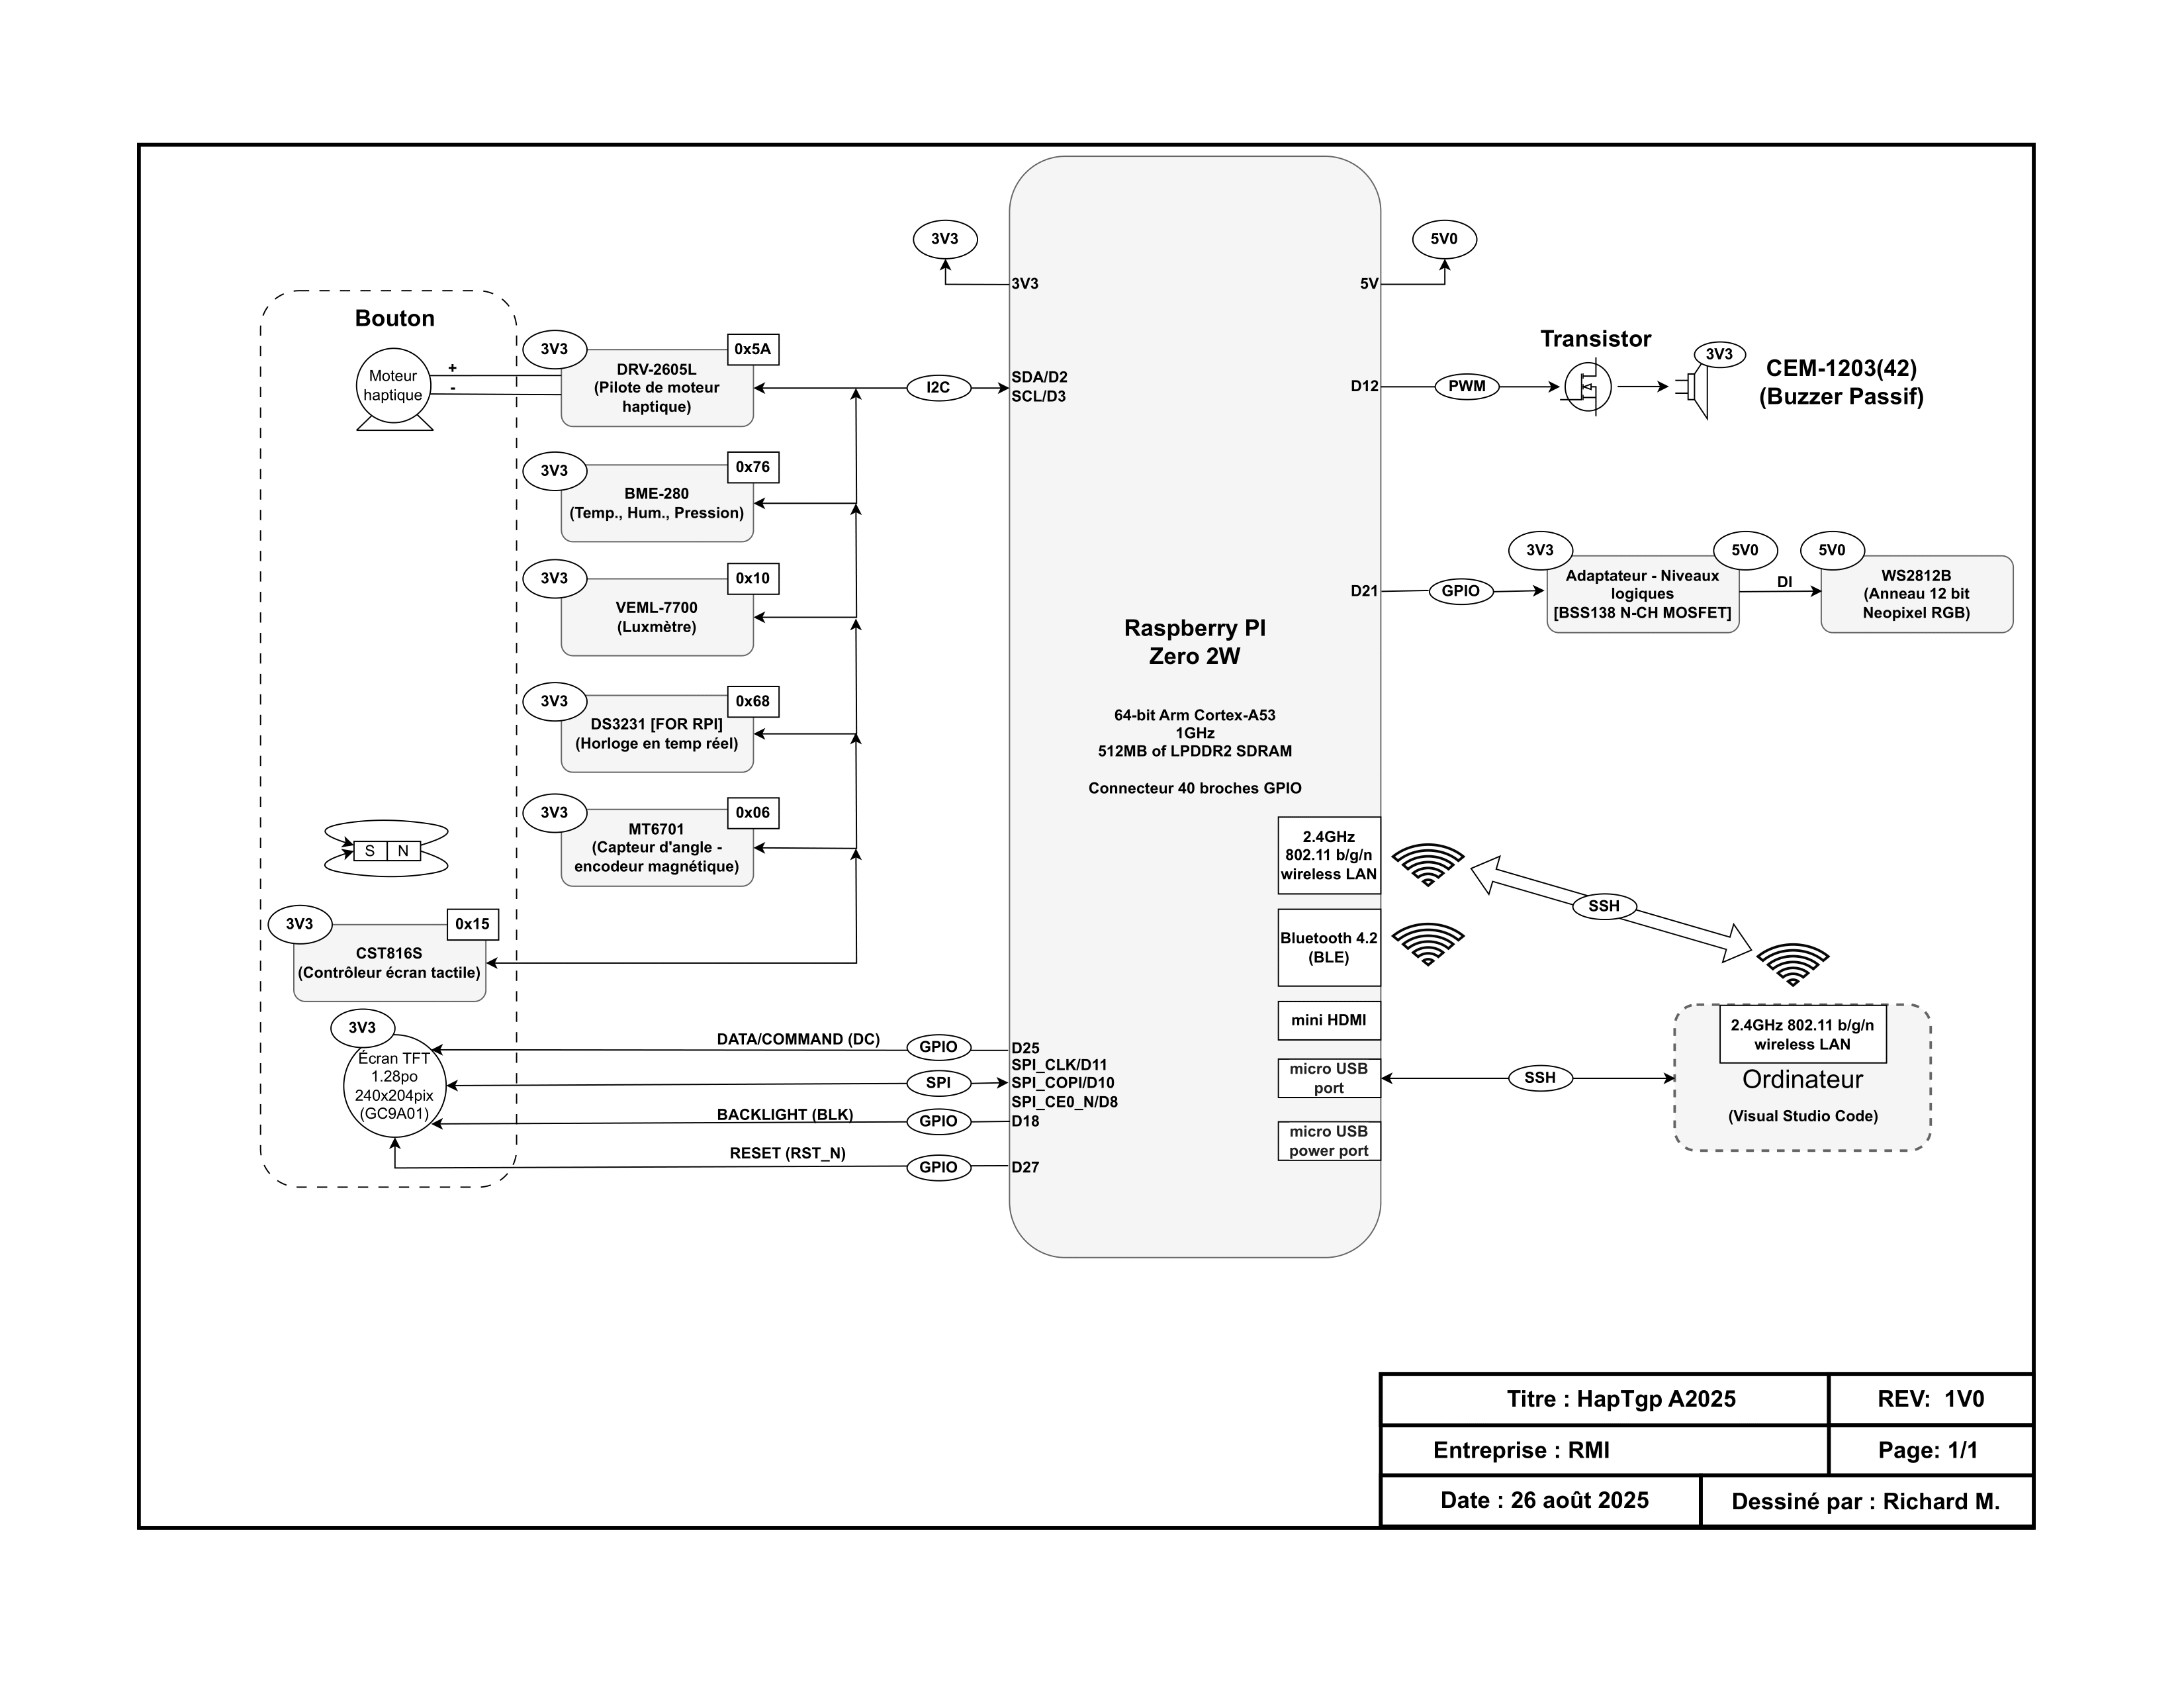 3V3
5V0
3V3
5V
Bouton
Moteur
haptique
+
-
3V3
0x5A
DRV-2605L
(Pilote de moteur
haptique)
I2C
SDA/D2
SCL/D3
D12
PWM
Transistor
3V3
CEM-1203(42)
(Buzzer Passif)
3V3
0x76
BME-280
(Temp., Hum., Pression)
3V3
0x10
VEML-7700
(Luxmètre)
D21
GPIO
3V3
5V0
Adaptateur - Niveaux
logiques
[BSS138 N-CH MOSFET]
DI
5V0
WS2812B
(Anneau 12 bit
Neopixel RGB)
Raspberry PI
Zero 2W
64-bit Arm Cortex-A53
1GHz
512MB of LPDDR2 SDRAM
Connecteur 40 broches GPIO
3V3
0x68
DS3231 [FOR RPI]
(Horloge en temp réel)
3V3
0x06
MT6701
(Capteur d'angle -
encodeur magnétique)
S N
3V3
0x15
CST816S
(Contrôleur écran tactile)
2.4GHz
802.11 b/g/n
wireless LAN
SSH
Bluetooth 4.2
(BLE)
mini HDMI
micro USB
port
micro USB
power port
SSH
2.4GHz 802.11 b/g/n
wireless LAN
Ordinateur
(Visual Studio Code)
3V3
Écran TFT
1.28po
240x204pix
(GC9A01)
DATA/COMMAND (DC)
GPIO
D25
SPI_CLK/D11
SPI
SPI_COPI/D10
SPI_CE0_N/D8
BACKLIGHT (BLK)
GPIO
D18
RESET (RST_N)
GPIO
D27
Titre : HapTgp A2025
REV: 1V0
Entreprise : RMI
Page: 1/1
Date : 26 août 2025
Dessiné par : Richard M.